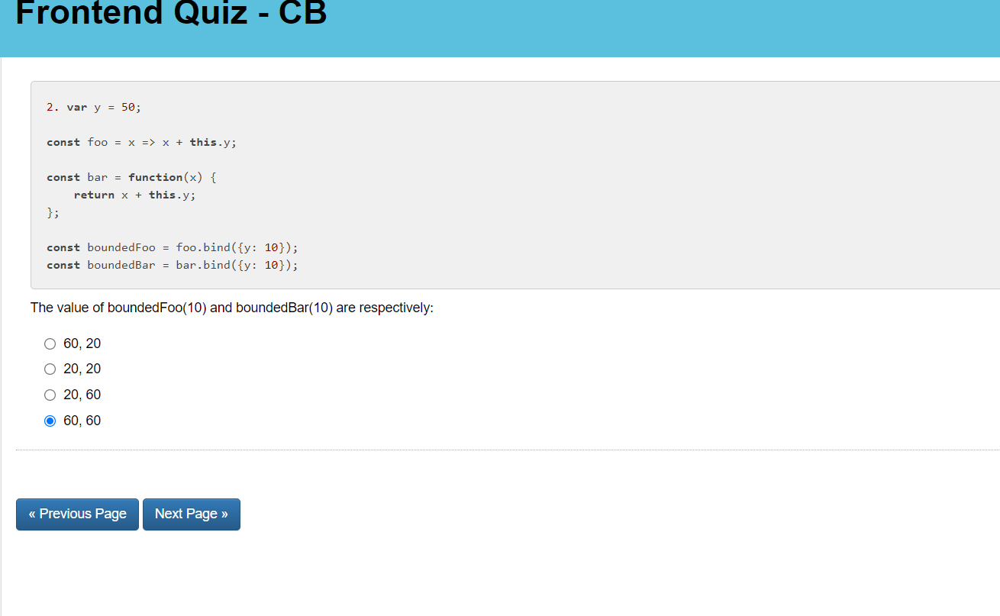 Frontend Quiz - CB
2. var y = 50;
const foo = x => x + this.y;
const bar = function(x) {
return x + this.y;
};
const boundedFoo = foo.bind({y: 10});
const boundedBar = bar.bind({y: 10});
The value of boundedFoo(10) and boundedBar(10) are respectively:
60, 20
20, 20
20, 60
60, 60
« Previous Page Next Page »